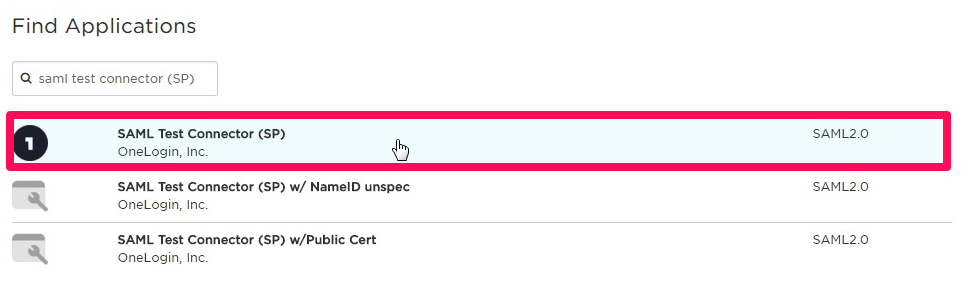 Find Applications
saml test connector (SP)
1
SAML Test Connector (SP)
SAML2.0
OneLogin, Inc.
SAML Test Connector (SP) w/ NameID unspec
SAML2.0
OneLogin, Inc.
SAML Test Connector (SP) w/Public Cert
SAML2.0
OneLogin, Inc.